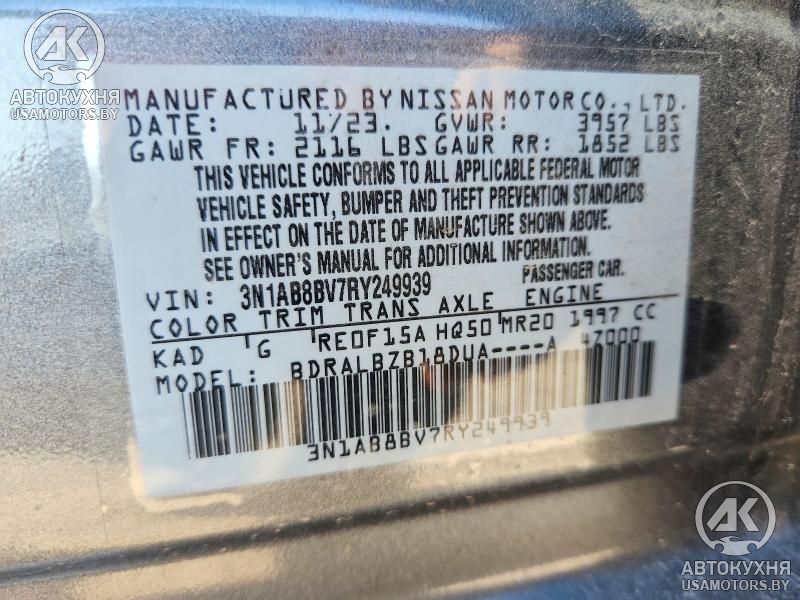 АК
АВТОКУХНЯ
USAMOTORS.BY
MANUFACTURED BY NISSAN MOTOR CO., LTD.
DATE: 11/23. GVWR: 3957 LBS
GAWR FR: 2116 LBS GAWR RR: 1852 LBS
THIS VEHICLE CONFORMS TO ALL APPLICABLE FEDERAL MOTOR
VEHICLE SAFETY, BUMPER AND THEFT PREVENTION STANDARDS
IN EFFECT ON THE DATE OF MANUFACTURE SHOWN ABOVE.
SEE OWNER'S MANUAL FOR ADDITIONAL INFORMATION.
VIN: 3N1AB8BV7RY249939 PASSENGER CAR.
COLOR TRIM TRANS AXLE ENGINE
KAD G RE0F15A HQ50 MR20 1997 CC
MODEL: BDRALBZB18DUA----A 4Z000
3N1AB8BV7RY249939
АК
АВТОКУХНЯ
USAMOTORS.BY